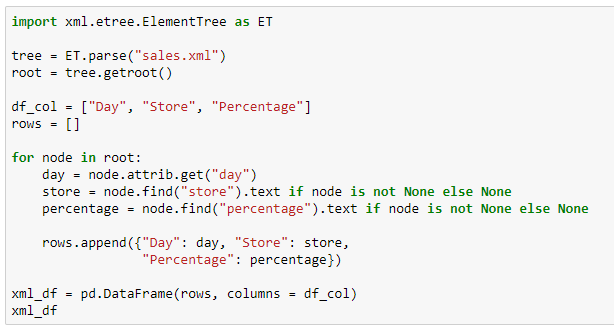 import xml.etree.ElementTree as ET
tree = ET.parse("sales.xml")
root = tree.getroot()
df_col = ["Day", "Store", "Percentage"]
rows = []
for node in root:
    day = node.attrib.get("day")
    store = node.find("store").text if node is not None else None
    percentage = node.find("percentage").text if node is not None else None
    rows.append({"Day": day, "Store": store,
                 "Percentage": percentage})
xml_df = pd.DataFrame(rows, columns = df_col)
xml_df